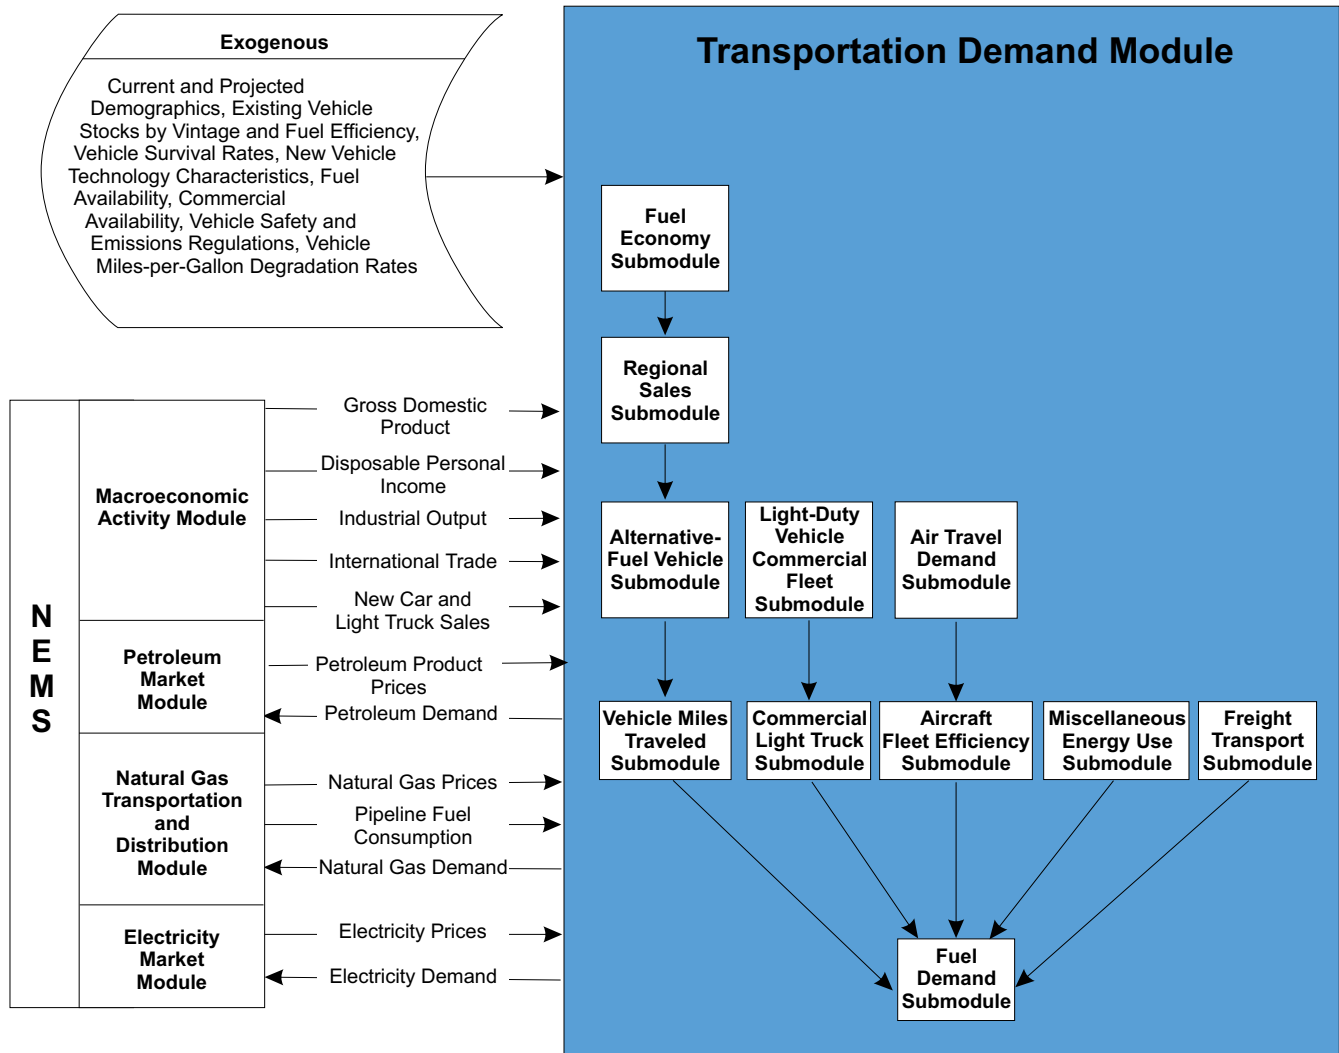 Exogenous
Current and Projected
Demographics, Existing Vehicle
Stocks by Vintage and Fuel Efficiency,
Vehicle Survival Rates, New Vehicle
Technology Characteristics, Fuel
Availability, Commercial
Availability, Vehicle Safety and
Emissions Regulations, Vehicle
Miles-per-Gallon Degradation Rates
N
E
M
S
Macroeconomic
Activity Module
Petroleum
Market
Module
Natural Gas
Transportation
and
Distribution
Module
Electricity
Market
Module
Gross Domestic
Product
Disposable Personal
Income
Industrial Output
International Trade
New Car and
Light Truck Sales
Petroleum Product
Prices
Petroleum Demand
Natural Gas Prices
Pipeline Fuel
Consumption
Natural Gas Demand
Electricity Prices
Electricity Demand
Transportation Demand Module
Fuel
Economy
Submodule
Regional
Sales
Submodule
Alternative-
Fuel Vehicle
Submodule
Light-Duty
Vehicle
Commercial
Fleet
Submodule
Air Travel
Demand
Submodule
Vehicle Miles
Traveled
Submodule
Commercial
Light Truck
Submodule
Aircraft
Fleet Efficiency
Submodule
Miscellaneous
Energy Use
Submodule
Freight
Transport
Submodule
Fuel
Demand
Submodule